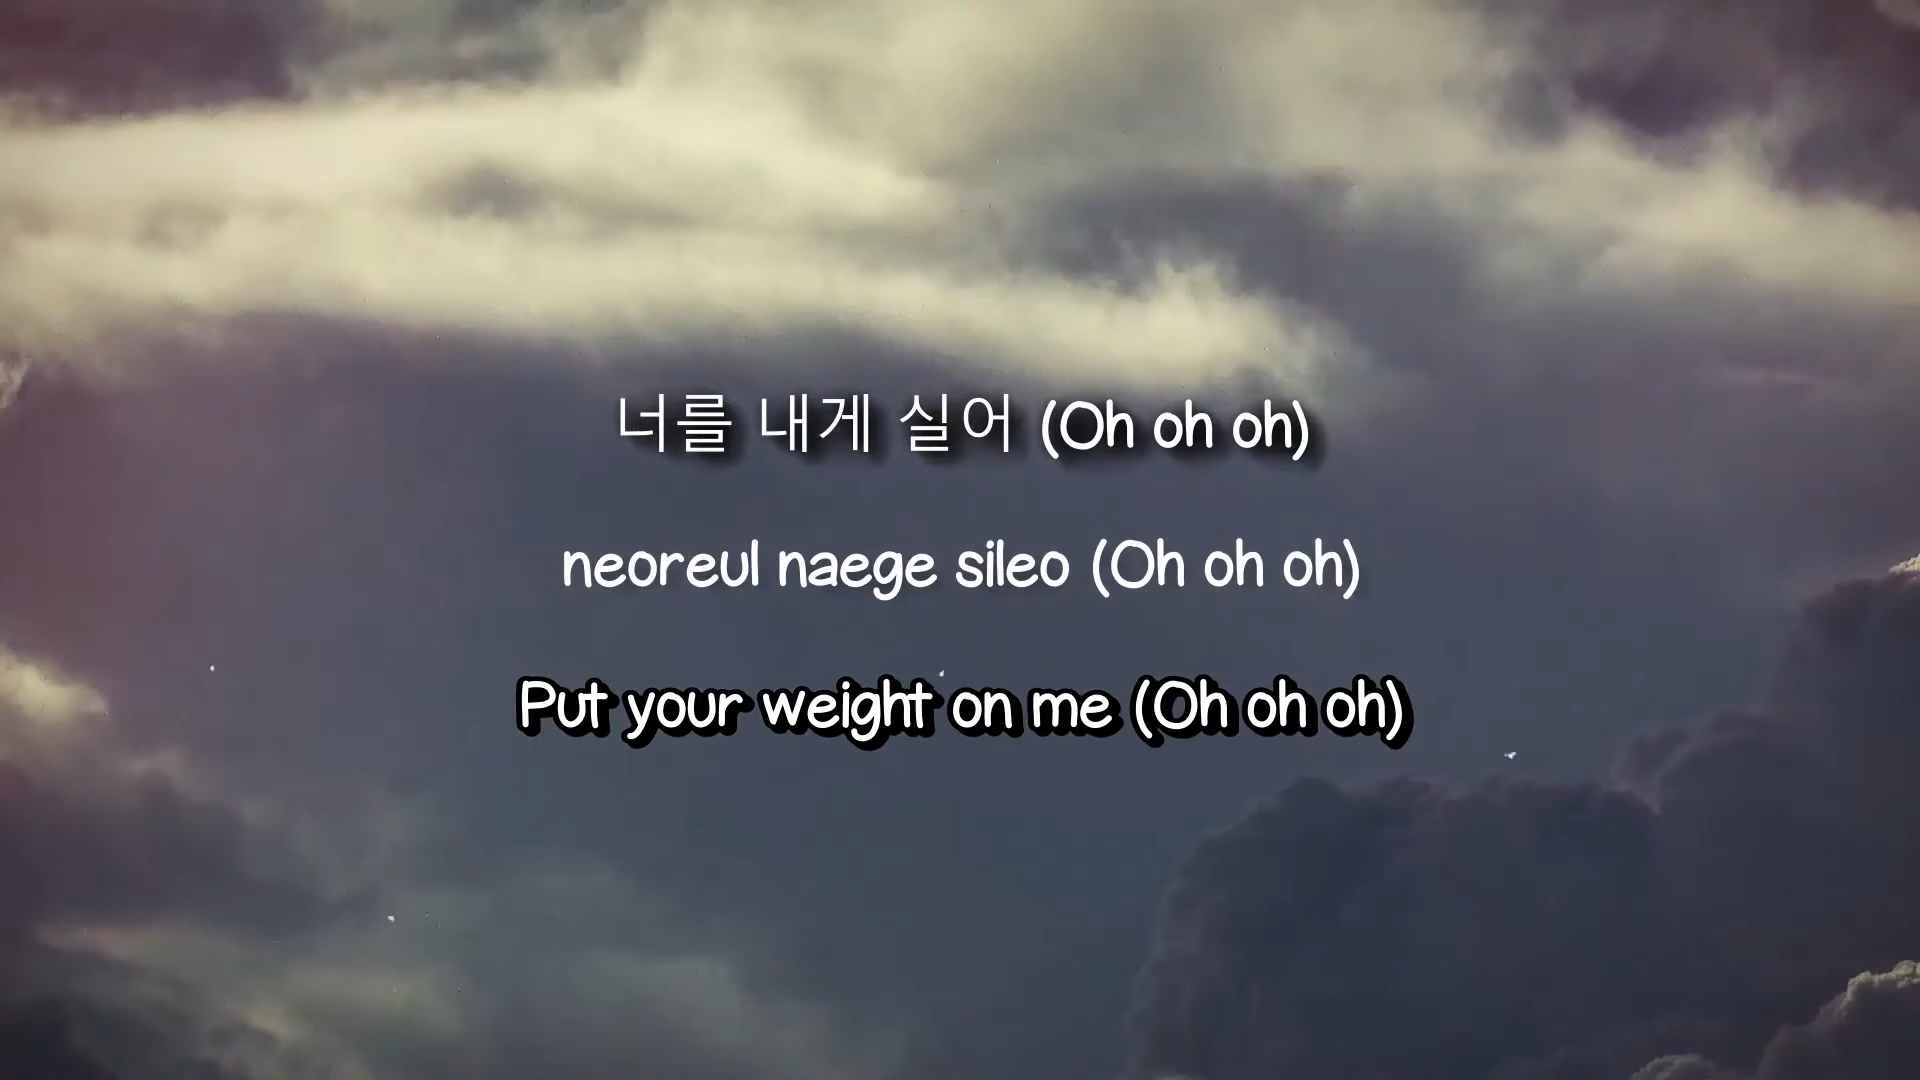 너를 내게 실어 (Oh oh oh)
neoreul naege sileo (Oh oh oh)
Put your weight on me (Oh oh oh)